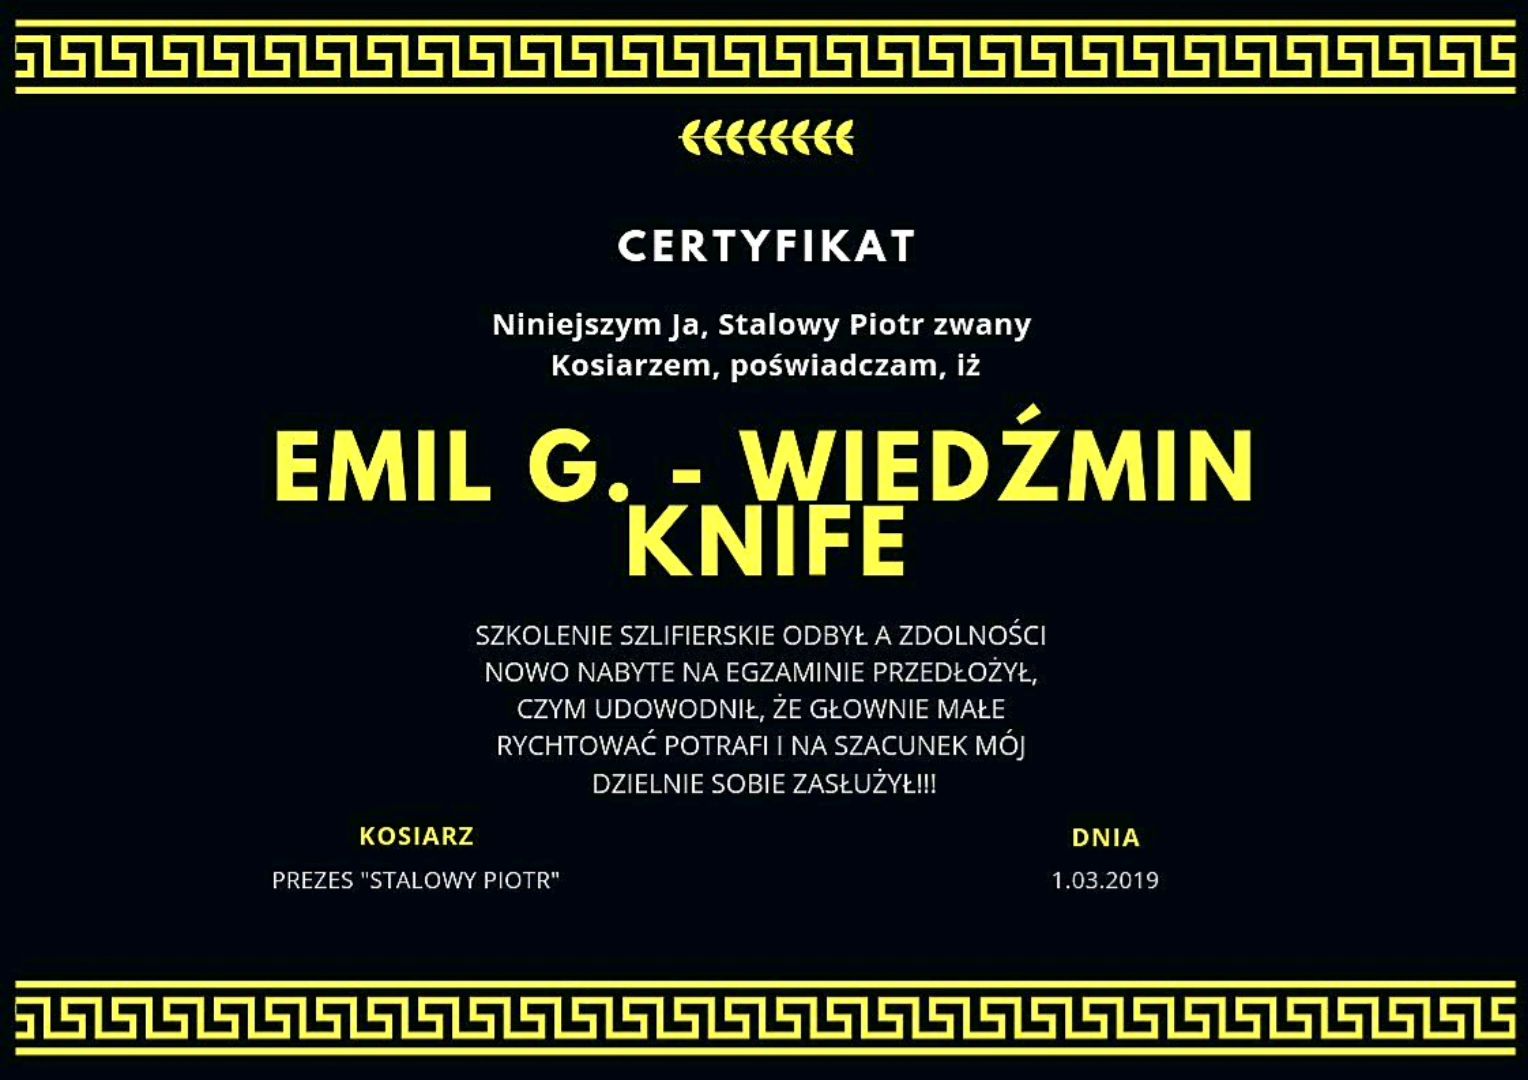 CERTYFIKAT
Niniejszym Ja, Stalowy Piotr zwany
Kosiarzem, poświadczam, iż
EMIL G. - WIEDŹMIN
KNIFE
SZKOLENIE SZLIFIERSKIE ODBYŁ A ZDOLNOŚCI
NOWO NABYTE NA EGZAMINIE PRZEDŁOŻYŁ,
CZYM UDOWODNIŁ, ŻE GŁOWNIE MAŁE
RYCHTOWAĆ POTRAFI I NA SZACUNEK MÓJ
DZIELNIE SOBIE ZASŁUŻYŁ!!!
KOSIARZ
PREZES "STALOWY PIOTR"
DNIA
1.03.2019